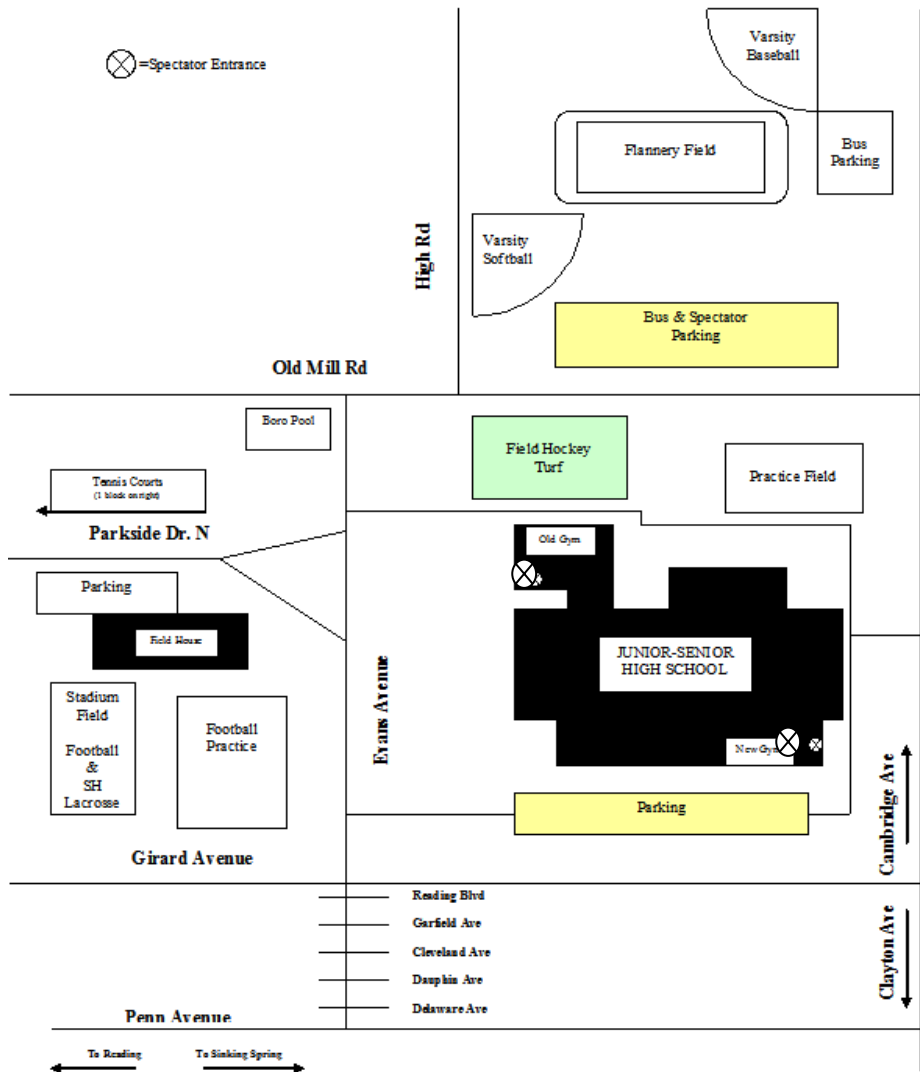 Varsity
Baseball
=Spectator Entrance
Flannery Field
Bus
Parking
High Rd
Varsity
Softball
Bus & Spectator
Parking
Old Mill Rd
Boro Pool
Field Hockey
Turf
Tennis Courts
(1 block on right)
Practice Field
Parkside Dr. N
Old Gym
Parking
Field House
JUNIOR-SENIOR
HIGH SCHOOL
Stadium
Field
Football
&
SH
Lacrosse
Football
Practice
Evans Avenue
New Gym
Parking
Cambridge Ave
Girard Avenue
Reading Blvd
Garfield Ave
Cleveland Ave
Dauphin Ave
Delaware Ave
Clayton Ave
Penn Avenue
To Reading
To Sinking Spring